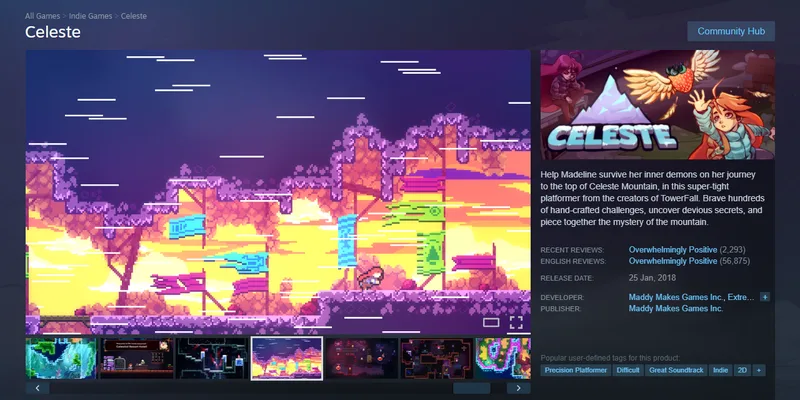 All Games > Indie Games > Celeste
Celeste
Community Hub
CELESTE
Help Madeline survive her inner demons on her journey
to the top of Celeste Mountain, in this super-tight
platformer from the creators of TowerFall. Brave hundreds
of hand-crafted challenges, uncover devious secrets, and
piece together the mystery of the mountain.
RECENT REVIEWS: Overwhelmingly Positive (2,293)
ENGLISH REVIEWS: Overwhelmingly Positive (56,875)
RELEASE DATE: 25 Jan, 2018
DEVELOPER: Maddy Makes Games Inc., Extre... +
PUBLISHER: Maddy Makes Games Inc.
Popular user-defined tags for this product:
Precision Platformer Difficult Great Soundtrack Indie 2D +